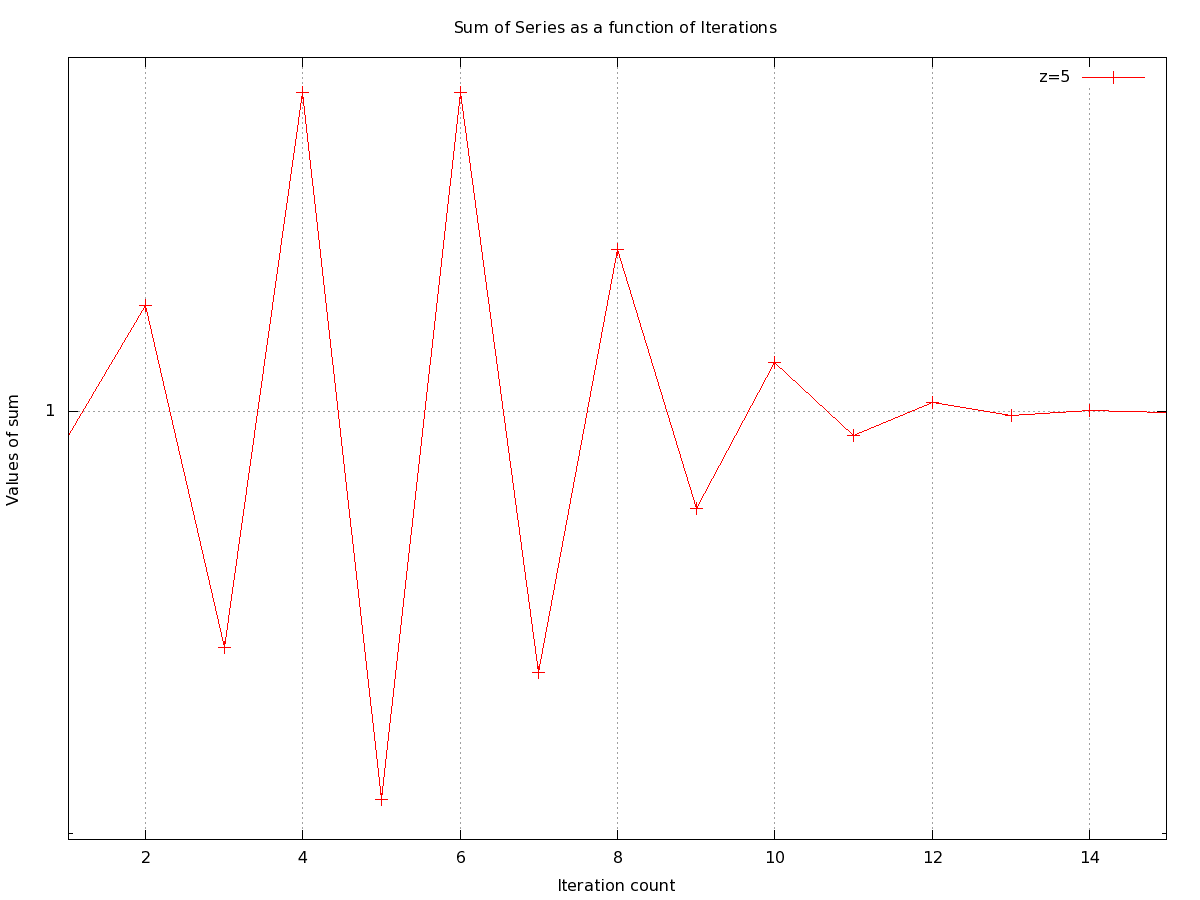 Sum of Series as a function of Iterations
z=5
1
Values of sum
2 4 6 8 10 12 14
Iteration count